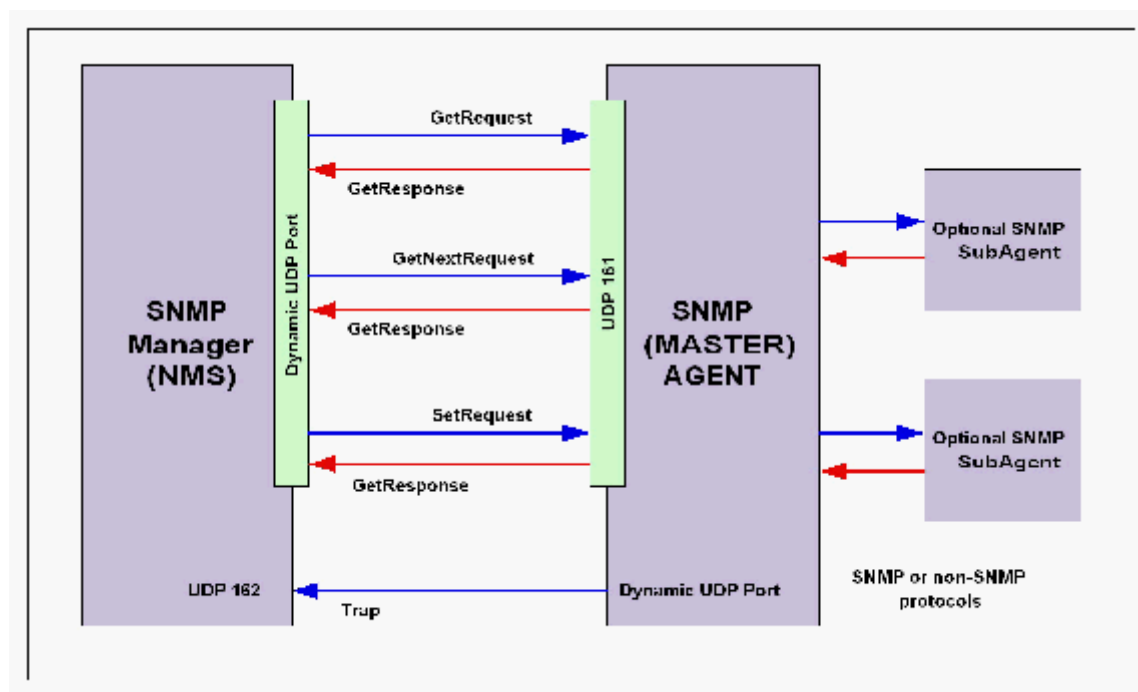 GetRequest
GetResponse
GetNextRequest
GetResponse
SetRequest
GetResponse
Dynamic UDP Port
UDP 161
SNMP
Manager
(NMS)
SNMP
(MASTER)
AGENT
Optional SNMP
SubAgent
Optional SNMP
SubAgent
UDP 162
Trap
Dynamic UDP Port
SNMP or non-SNMP
protocols